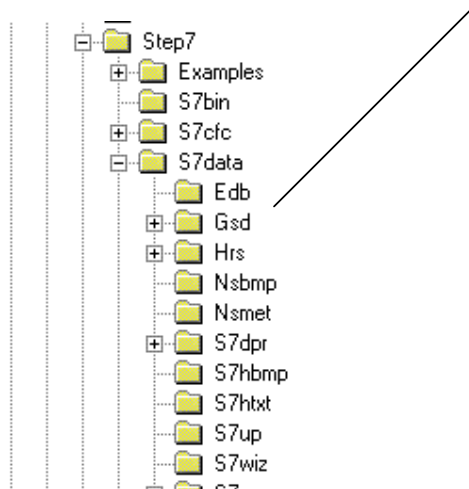 Step7
Examples
S7bin
S7cfc
S7data
Edb
Gsd
Hrs
Nsbmp
Nsmet
S7dpr
S7hbmp
S7htxt
S7up
S7wiz